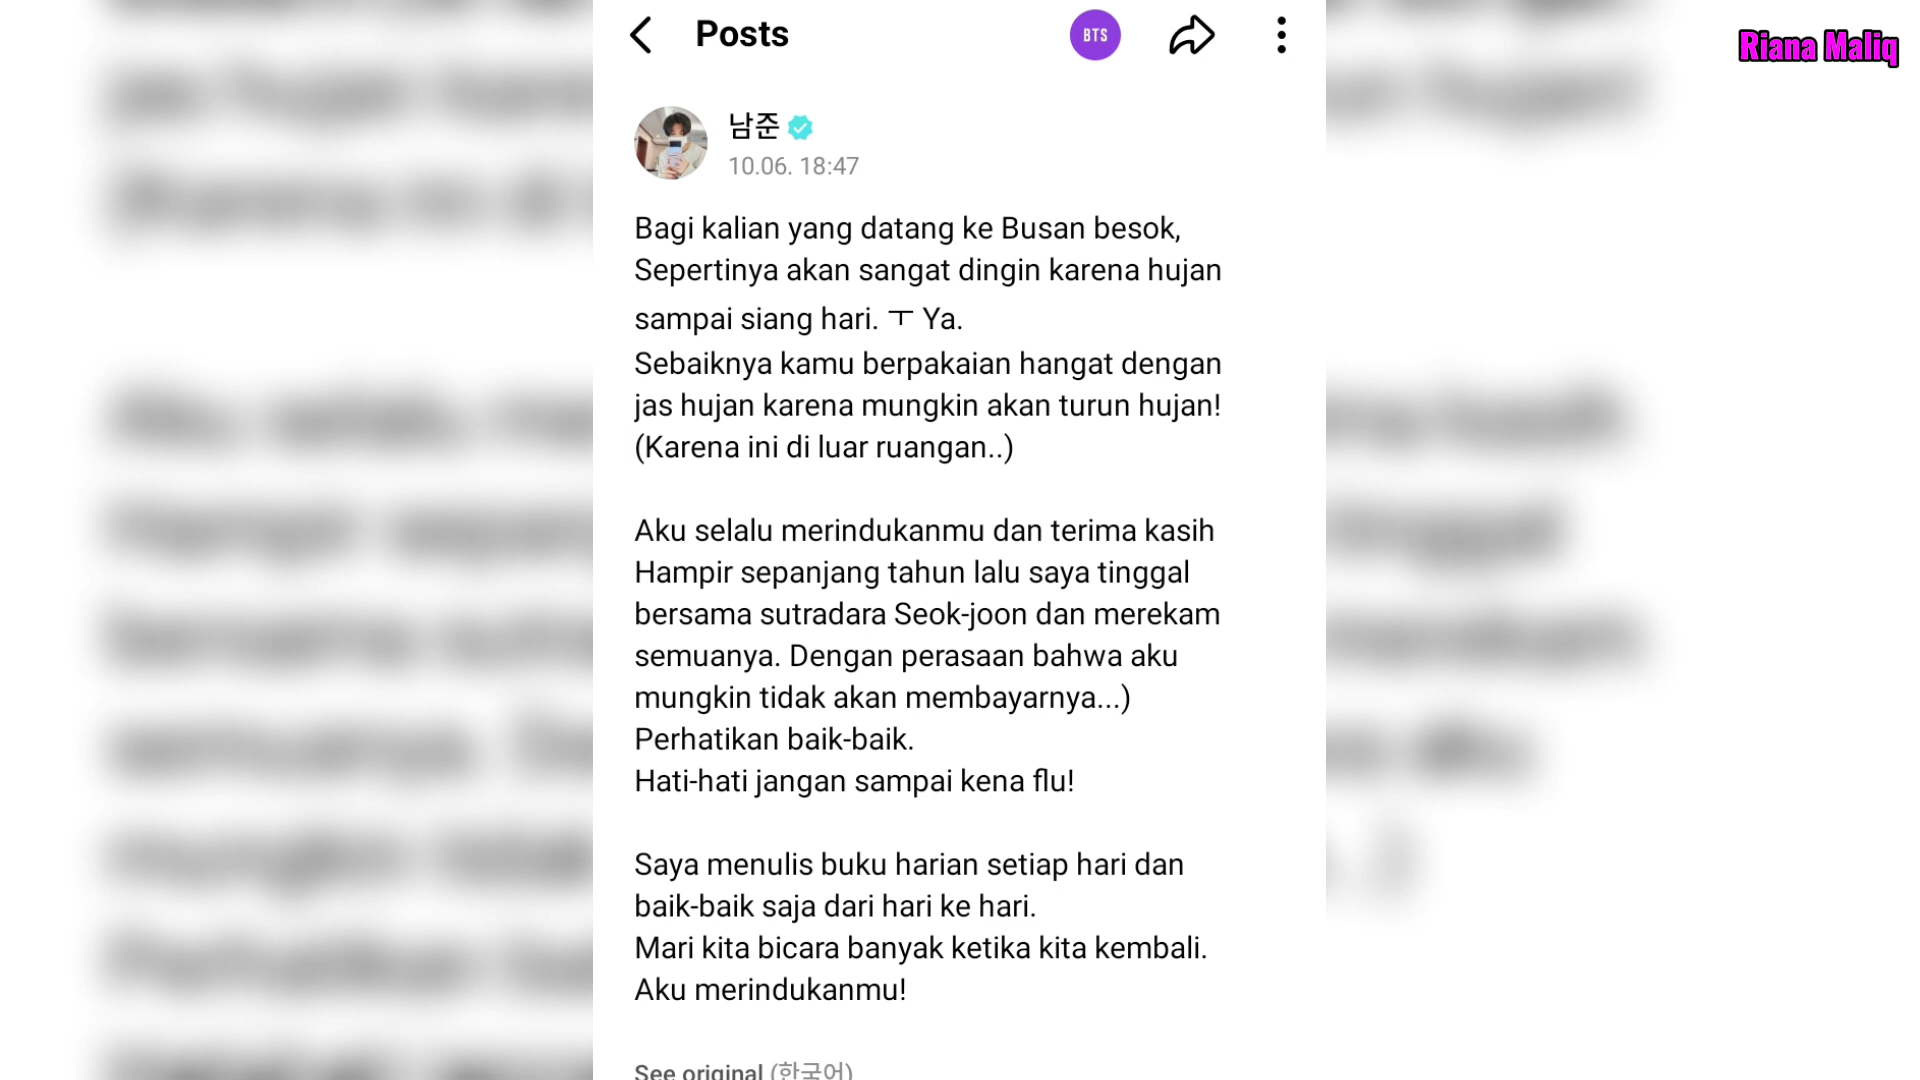 Posts
BTS
Riana Maliq
남준
10.06. 18:47
Bagi kalian yang datang ke Busan besok,
Sepertinya akan sangat dingin karena hujan
sampai siang hari. ㅜ Ya.
Sebaiknya kamu berpakaian hangat dengan
jas hujan karena mungkin akan turun hujan!
(Karena ini di luar ruangan..)
Aku selalu merindukanmu dan terima kasih
Hampir sepanjang tahun lalu saya tinggal
bersama sutradara Seok-joon dan merekam
semuanya. Dengan perasaan bahwa aku
mungkin tidak akan membayarnya...)
Perhatikan baik-baik.
Hati-hati jangan sampai kena flu!
Saya menulis buku harian setiap hari dan
baik-baik saja dari hari ke hari.
Mari kita bicara banyak ketika kita kembali.
Aku merindukanmu!
See original (한국어)